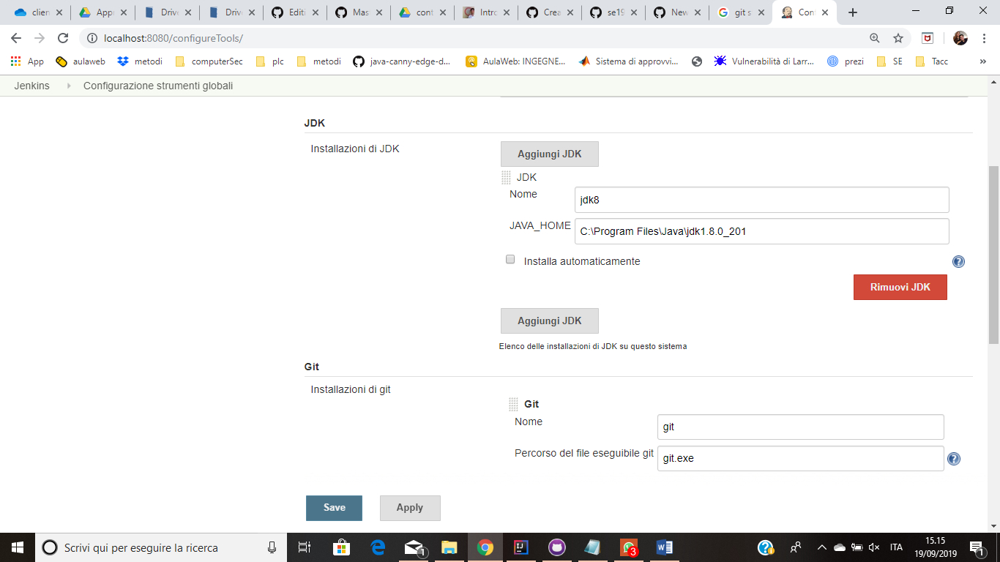 clien
Appr
Drive
Drive
Editi
Mas
cont
Intro
Crea
se19
New
git s
Con
localhost:8080/configureTools/
App
aulaweb
metodi
computerSec
plc
metodi
java-canny-edge-d...
AulaWeb: INGEGNE...
Sistema di approvvi...
Vulnerabilità di Larr...
prezi
SE
Tacc
»
Jenkins
Configurazione strumenti globali
JDK
Installazioni di JDK
Aggiungi JDK
JDK
Nome
jdk8
JAVA_HOME
C:\Program Files\Java\jdk1.8.0_201
Installa automaticamente
Rimuovi JDK
Aggiungi JDK
Elenco delle installazioni di JDK su questo sistema
Git
Installazioni di git
Git
Nome
git
Percorso del file eseguibile git
git.exe
Save
Apply
Scrivi qui per eseguire la ricerca
1
3
ITA
15.15
19/09/2019
1